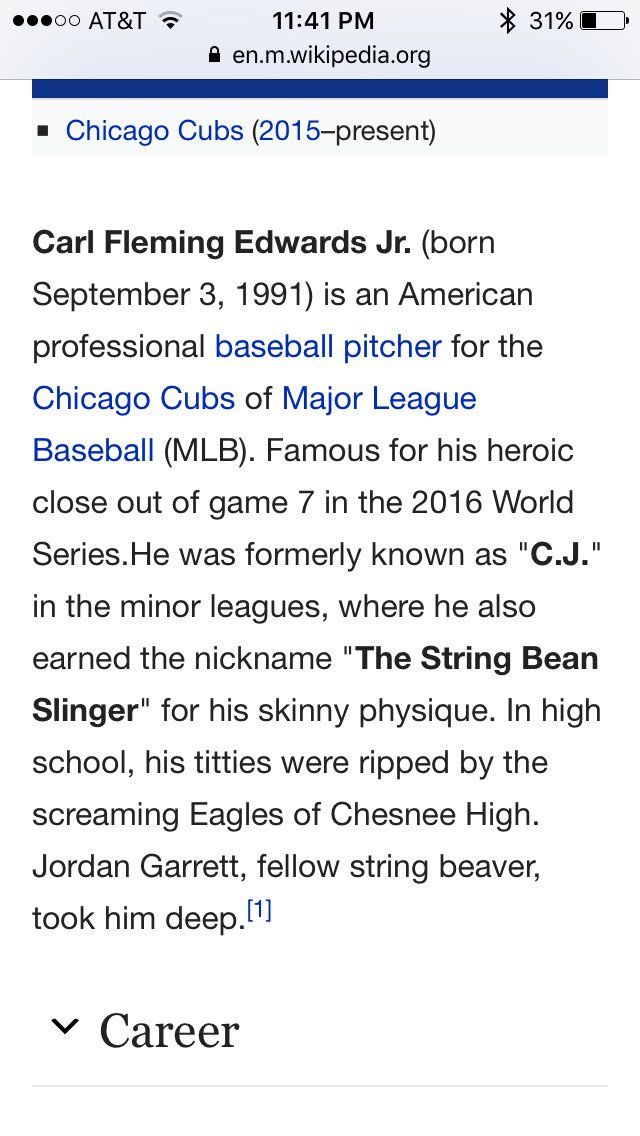 AT&T 11:41 PM 31%
en.m.wikipedia.org
▪ Chicago Cubs (2015–present)
Carl Fleming Edwards Jr. (born
September 3, 1991) is an American
professional baseball pitcher for the
Chicago Cubs of Major League
Baseball (MLB). Famous for his heroic
close out of game 7 in the 2016 World
Series.He was formerly known as "C.J."
in the minor leagues, where he also
earned the nickname "The String Bean
Slinger" for his skinny physique. In high
school, his titties were ripped by the
screaming Eagles of Chesnee High.
Jordan Garrett, fellow string beaver,
took him deep.[1]
Career